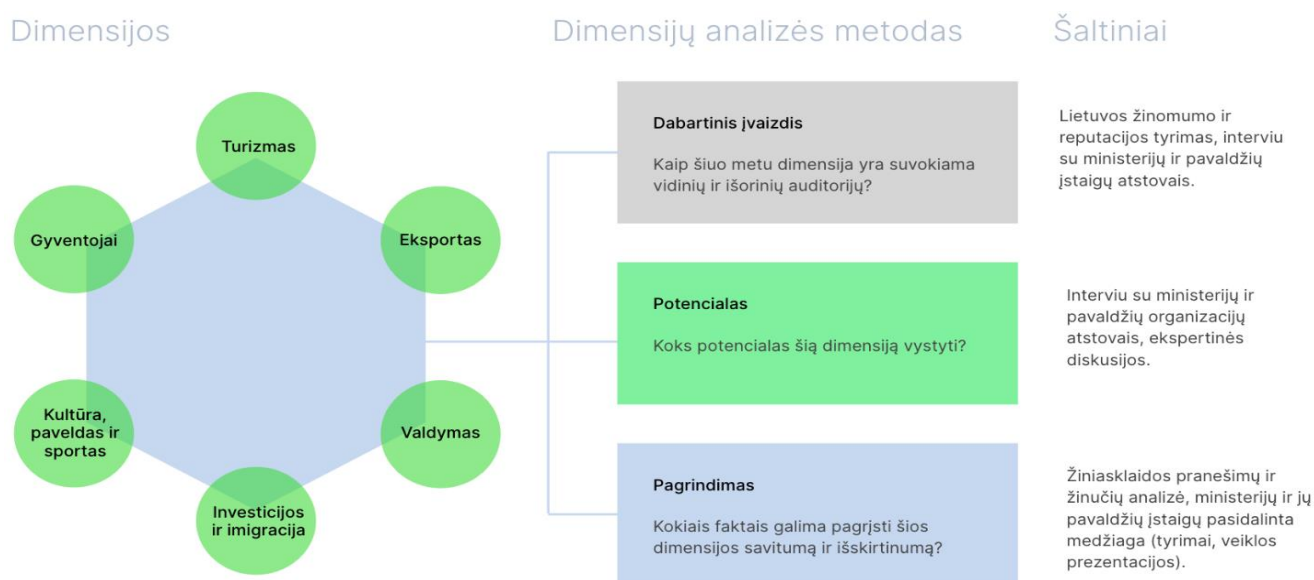 Dimensijos
Dimensijų analizės metodas
Šaltiniai
Turizmas
Gyventojai
Eksportas
Kultūra,
paveldas ir
sportas
Valdymas
Investicijos
ir imigracija
Dabartinis įvaizdis
Kaip šiuo metu dimensija yra suvokiama
vidinių ir išorinių auditorijų?
Lietuvos žinomumo ir
reputacijos tyrimas, interviu
su ministerijų ir pavaldžių
įstaigų atstovais.
Potencialas
Koks potencialas šią dimensiją vystyti?
Interviu su ministerijų ir
pavaldžių organizacijų
atstovais, ekspertinės
diskusijos.
Pagrindimas
Kokiais faktais galima pagrįsti šios
dimensijos savitumą ir išskirtinumą?
Žiniasklaidos pranešimų ir
žinučių analizė, ministerijų ir jų
pavaldžių įstaigų pasidalinta
medžiaga (tyrimai, veiklos
prezentacijos).